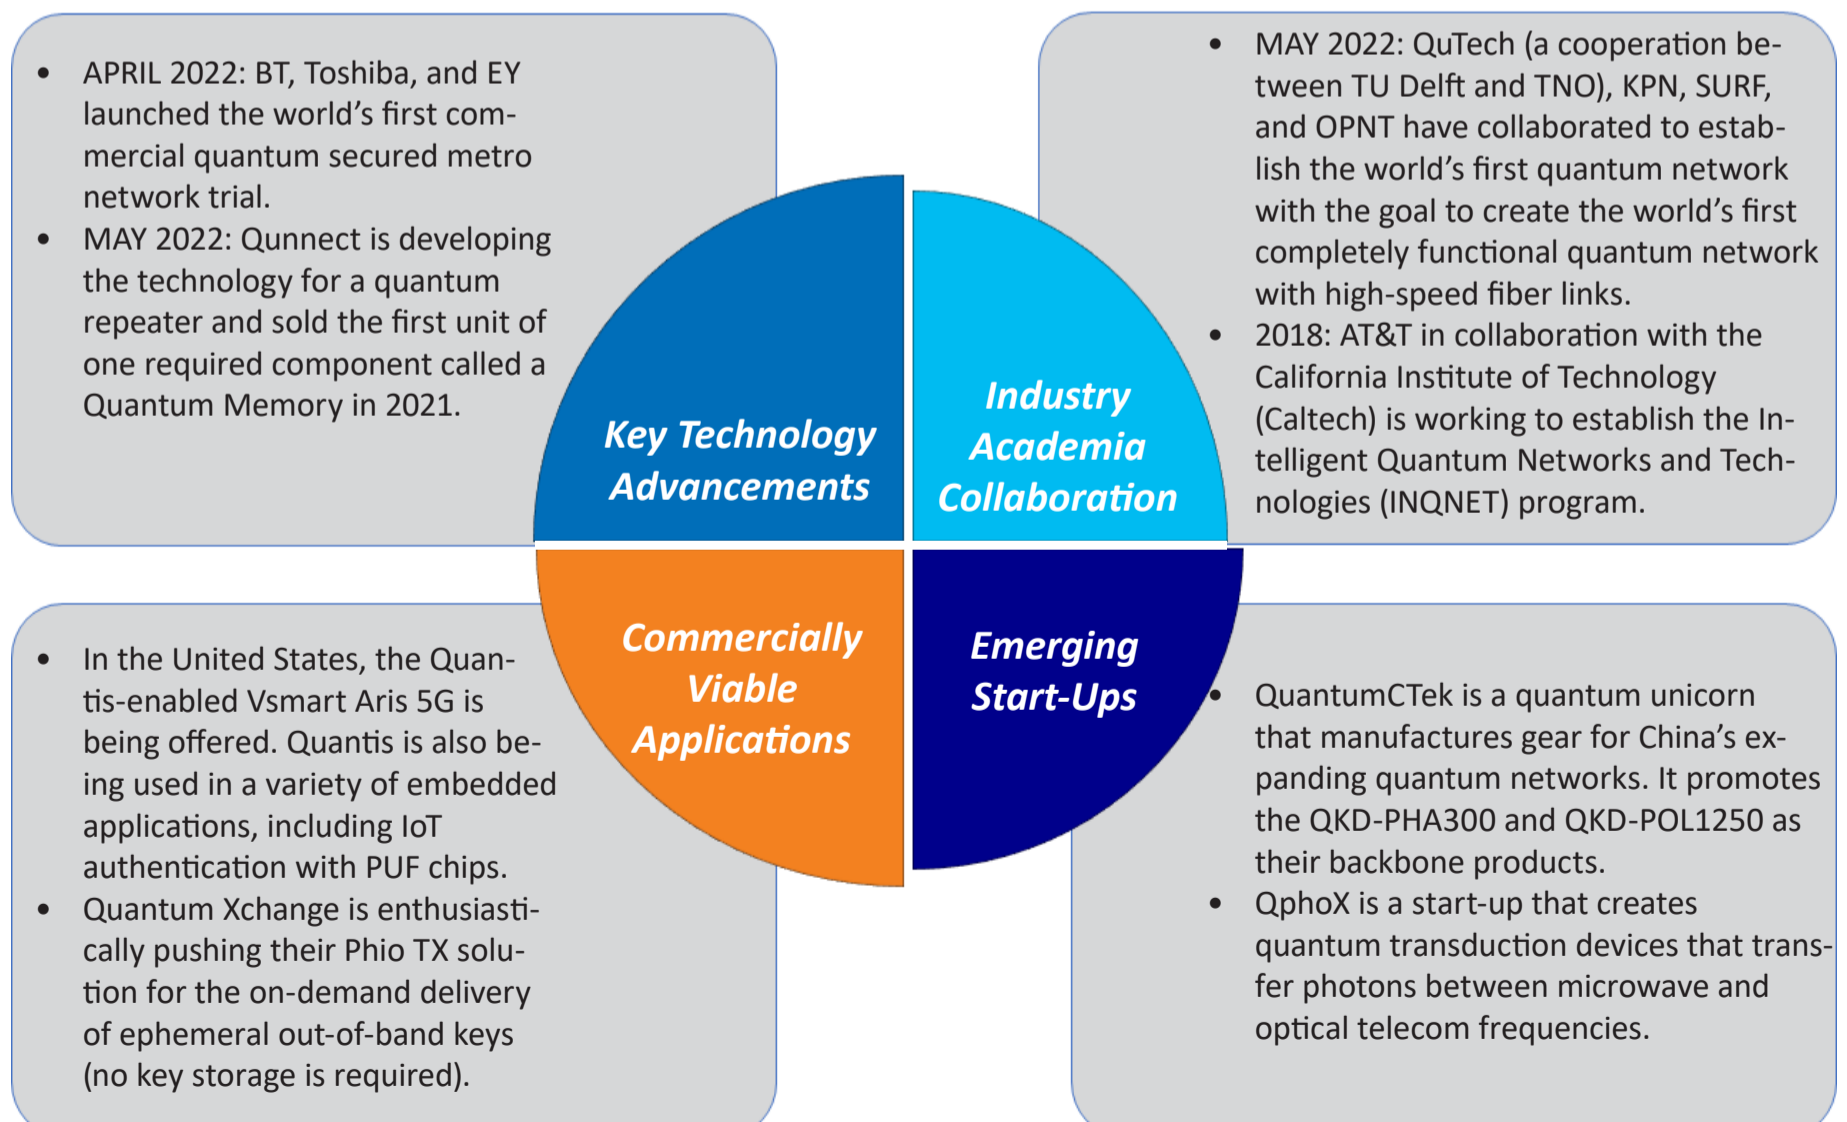 • APRIL 2022: BT, Toshiba, and EY
launched the world's first com-
mercial quantum secured metro
network trial.
• MAY 2022: Qunnect is developing
the technology for a quantum
repeater and sold the first unit of
one required component called a
Quantum Memory in 2021.
Key Technology
Advancements
• MAY 2022: QuTech (a cooperation be-
tween TU Delft and TNO), KPN, SURF,
and OPNT have collaborated to estab-
lish the world's first quantum network
with the goal to create the world's first
completely functional quantum network
with high-speed fiber links.
• 2018: AT&T in collaboration with the
California Institute of Technology
(Caltech) is working to establish the In-
telligent Quantum Networks and Tech-
nologies (INQNET) program.
Industry
Academia
Collaboration
• In the United States, the Quan-
tis-enabled Vsmart Aris 5G is
being offered. Quantis is also be-
ing used in a variety of embedded
applications, including IoT
authentication with PUF chips.
• Quantum Xchange is enthusiasti-
cally pushing their Phio TX solu-
tion for the on-demand delivery
of ephemeral out-of-band keys
(no key storage is required).
Commercially
Viable
Applications
Emerging
Start-Ups
• QuantumCTek is a quantum unicorn
that manufactures gear for China's ex-
panding quantum networks. It promotes
the QKD-PHA300 and QKD-POL1250 as
their backbone products.
• QphoX is a start-up that creates
quantum transduction devices that trans-
fer photons between microwave and
optical telecom frequencies.